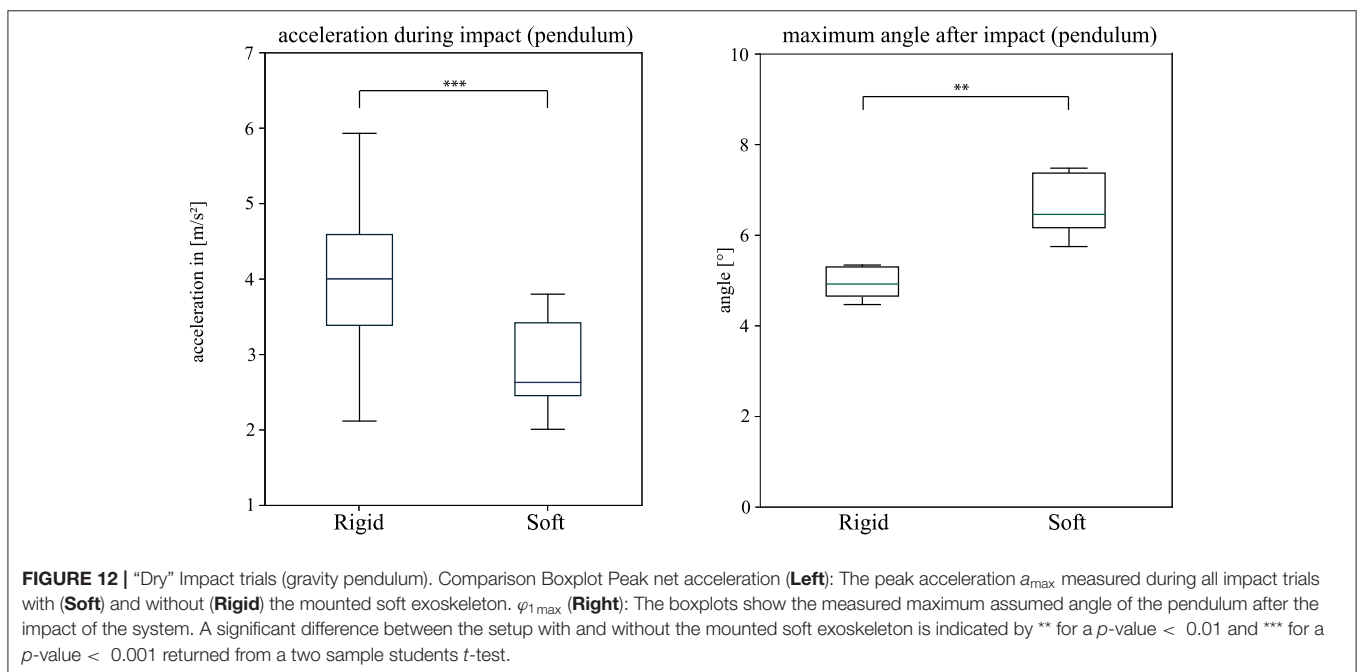 acceleration during impact (pendulum)
7
6
5
4
3
2
1
acceleration in [m/s²]
***
Rigid
Soft
maximum angle after impact (pendulum)
10
8
6
4
2
0
angle [°]
**
Rigid
Soft
FIGURE 12 | “Dry” Impact trials (gravity pendulum). Comparison Boxplot Peak net acceleration (Left): The peak acceleration aₘₐₓ measured during all impact trials
with (Soft) and without (Rigid) the mounted soft exoskeleton. φ₁ₘₐₓ (Right): The boxplots show the measured maximum assumed angle of the pendulum after the
impact of the system. A significant difference between the setup with and without the mounted soft exoskeleton is indicated by ** for a p-value < 0.01 and *** for a
p-value < 0.001 returned from a two sample students t-test.